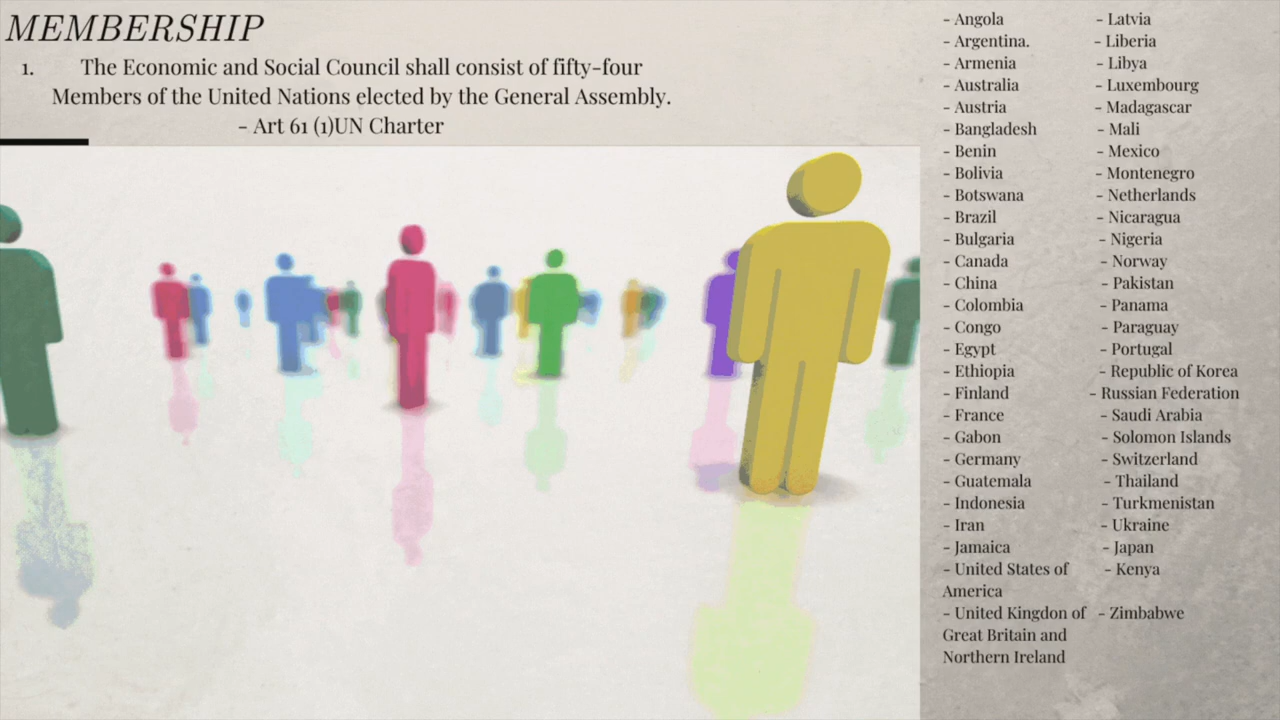 MEMBERSHIP
1. The Economic and Social Council shall consist of fifty-four
Members of the United Nations elected by the General Assembly.
- Art 61 (1)UN Charter
- Angola
- Argentina.
- Armenia
- Australia
- Austria
- Bangladesh
- Benin
- Bolivia
- Botswana
- Brazil
- Bulgaria
- Canada
- China
- Colombia
- Congo
- Egypt
- Ethiopia
- Finland
- France
- Gabon
- Germany
- Guatemala
- Indonesia
- Iran
- Jamaica
- United States of
America
- United Kingdon of
Great Britain and
Northern Ireland
- Latvia
- Liberia
- Libya
- Luxembourg
- Madagascar
- Mali
- Mexico
- Montenegro
- Netherlands
- Nicaragua
- Nigeria
- Norway
- Pakistan
- Panama
- Paraguay
- Portugal
- Republic of Korea
- Russian Federation
- Saudi Arabia
- Solomon Islands
- Switzerland
- Thailand
- Turkmenistan
- Ukraine
- Japan
- Kenya
- Zimbabwe